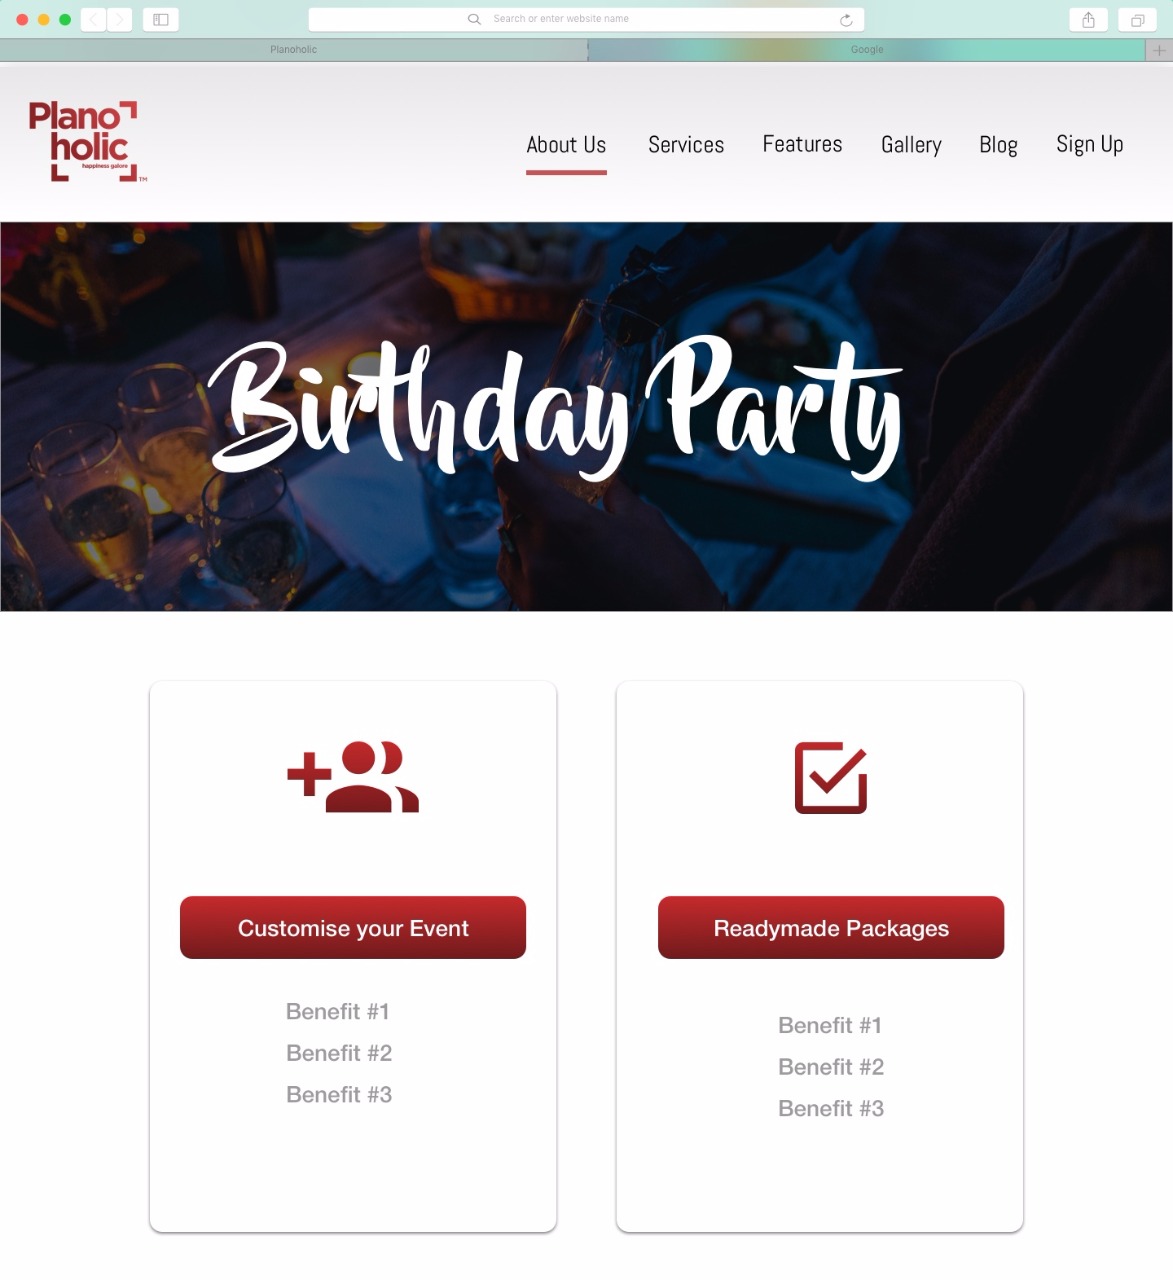 Search or enter website name
Planoholic
Google
Plano
holic
happiness galore
TM
About Us
Services
Features
Gallery
Blog
Sign Up
Birthday Party
Customise your Event
Benefit #1
Benefit #2
Benefit #3
Readymade Packages
Benefit #1
Benefit #2
Benefit #3